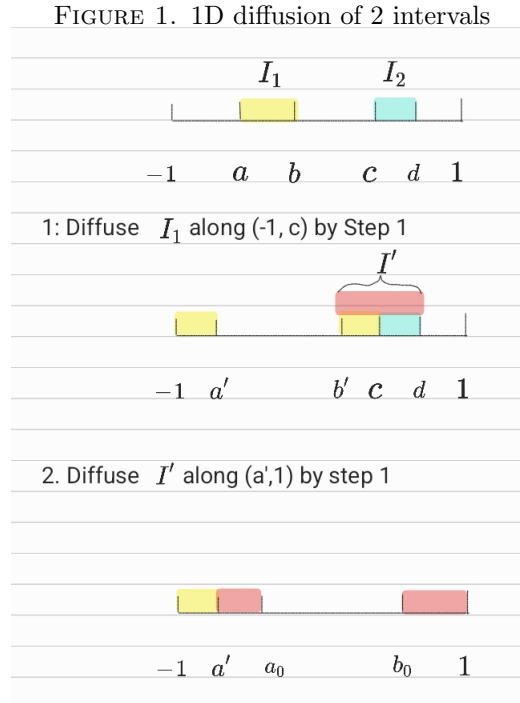 FIGURE 1. 1D diffusion of 2 intervals
I₁ I₂
−1 a b c d 1
1: Diffuse I₁ along (-1, c) by Step 1
I′
−1 a′ b′ c d 1
2. Diffuse I′ along (a',1) by step 1
−1 a′ a₀ b₀ 1